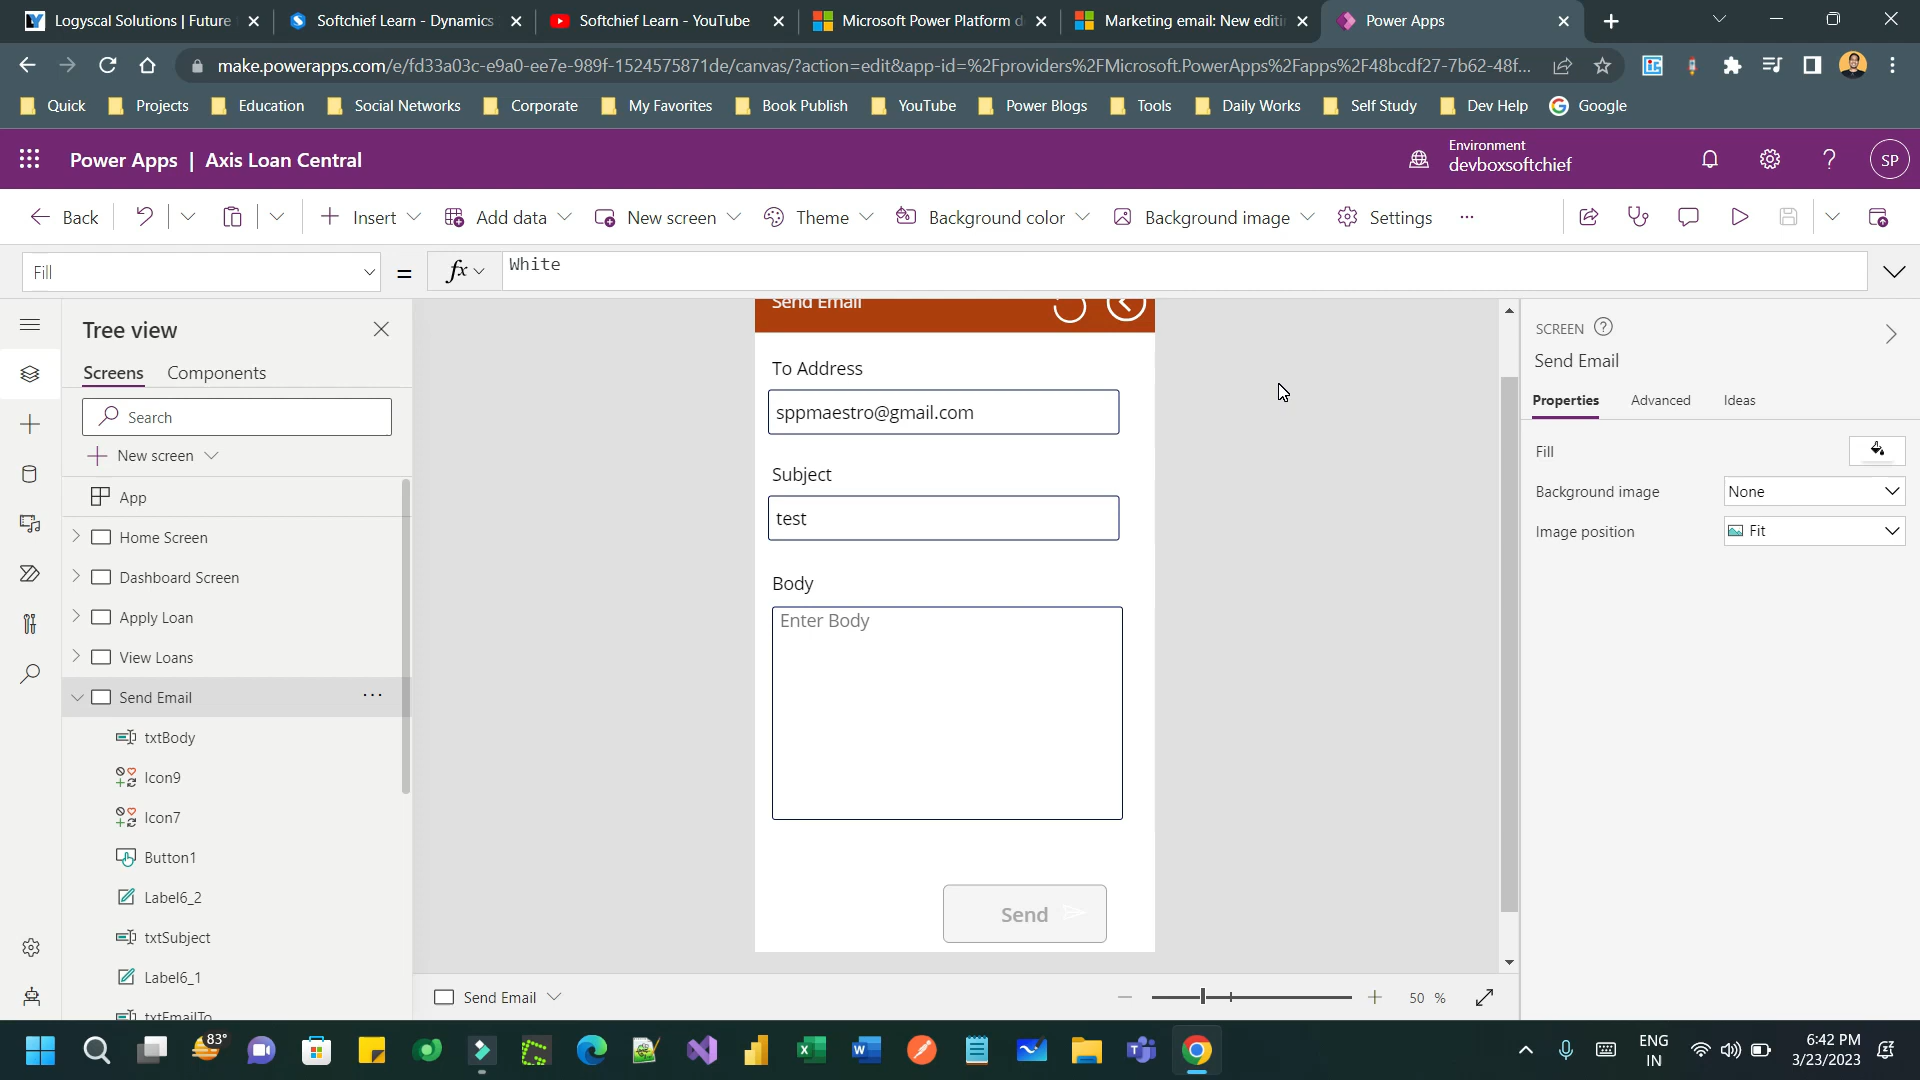 Logyscal Solutions | Future
Softchief Learn - Dynamics
Softchief Learn - YouTube
Microsoft Power Platform d
Marketing email: New editi
Power Apps
make.powerapps.com/e/fd33a03c-e9a0-ee7e-989f-1524575871de/canvas/?action=edit&app-id=%2Fproviders%2FMicrosoft.PowerApps%2Fapps%2F48bcdf27-7b62-48f...
Quick
Projects
Education
Social Networks
Corporate
My Favorites
Book Publish
YouTube
Power Blogs
Tools
Daily Works
Self Study
Dev Help
Google
Power Apps | Axis Loan Central
Environment
devboxsoftchief
SP
Back
Insert
Add data
New screen
Theme
Background color
Background image
Settings
Fill
=
fx
White
Tree view
Screens
Components
Search
New screen
App
Home Screen
Dashboard Screen
Apply Loan
View Loans
Send Email
txtBody
Icon9
Icon7
Button1
Label6_2
txtSubject
Label6_1
txtEmailTo
Send Email
To Address
sppmaestro@gmail.com
Subject
test
Body
Enter Body
Send
Send Email
50 %
SCREEN
Send Email
Properties
Advanced
Ideas
Fill
Background image
None
Image position
Fit
83°
ENG
IN
6:42 PM
3/23/2023